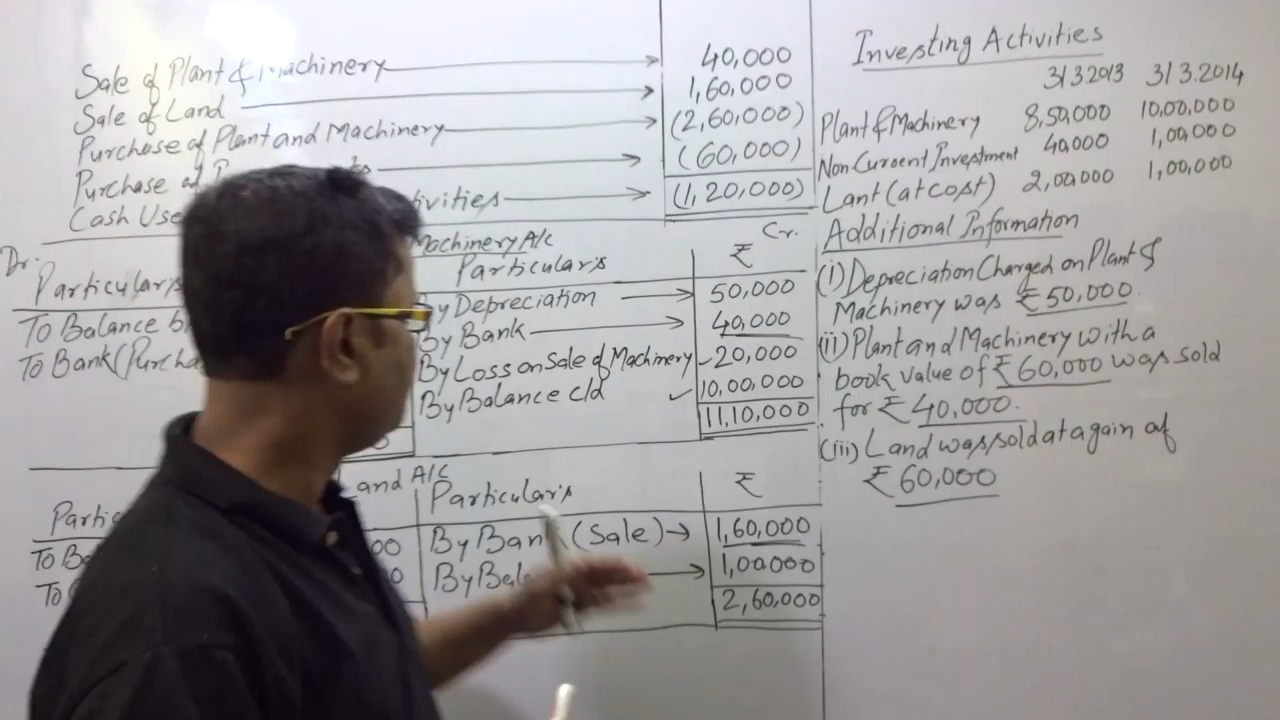 Sale of Plant & Machinery 40,000
Sale of Land 1,60,000
Purchase of Plant and Machinery (2,60,000)
Purchase of (60,000)
Cash Use (1,20,000)
Dr. Machinery A/c Cr.
Particulars Particular's ₹
To Balance By Depreciation 50,000
To Bank (Purcha By Bank 40,000
By Loss on Sale of Machinery 20,000
By Balance c/d 10,00,000
11,10,000
Land A/C
Partic Particular's ₹
To B 00 By Bank (Sale) 1,60,000
To 0 By Bal 1,00,000
2,60,000
Investing Activities
31.3.2013 31.3.2014
Plant & Machinery 8,50,000 10,00,000
Non Current Investment 40,000 1,00,000
Lant (at cost) 2,00,000 1,00,000
Additional Information
(i) Depreciation Charged on Plant &
Machinery was ₹ 50,000.
(ii) Plant and Machinery with a
book value of ₹ 60,000 was sold
for ₹ 40,000.
(iii) Land was sold at a gain of
₹ 60,000